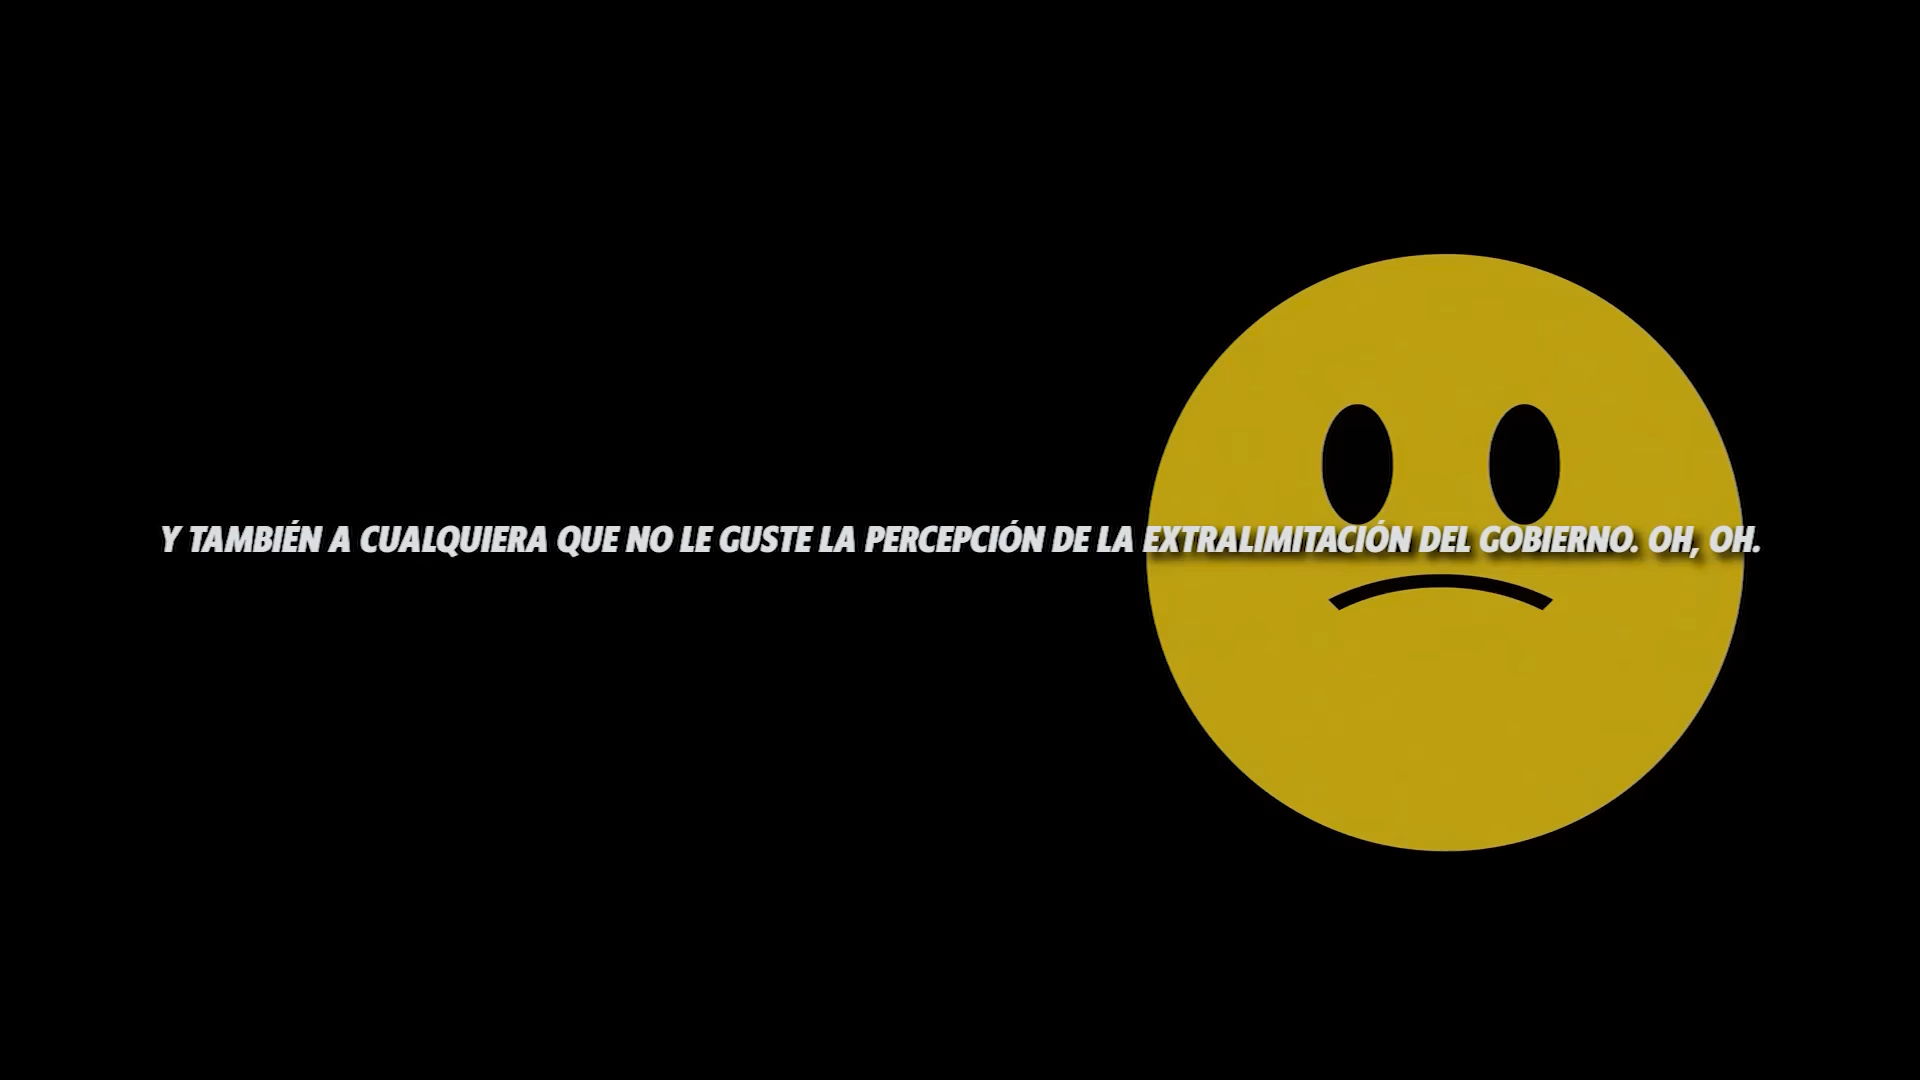 Y TAMBIÉN A CUALQUIERA QUE NO LE GUSTE LA PERCEPCIÓN DE LA EXTRALIMITACIÓN DEL GOBIERNO. OH, OH.